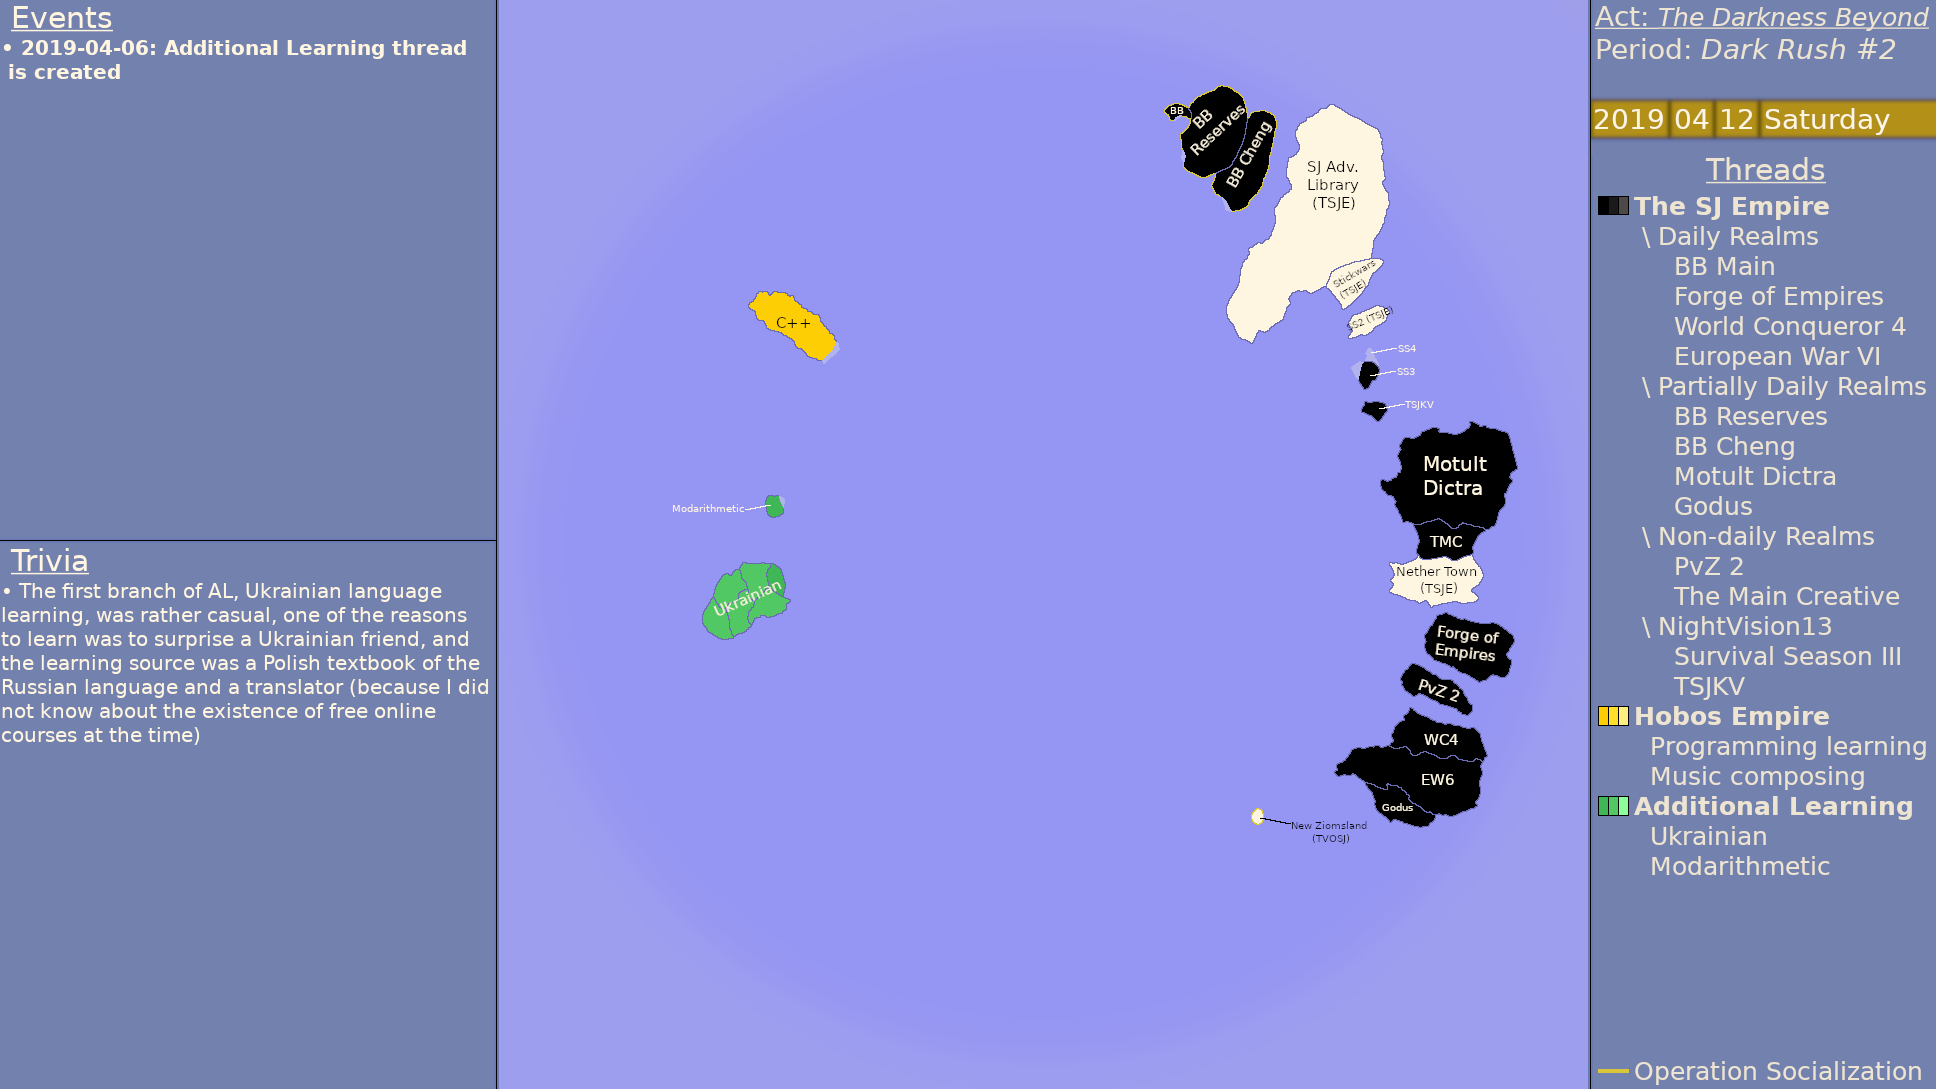 Events
• 2019-04-06: Additional Learning thread
is created
Trivia
• The first branch of AL, Ukrainian language
learning, was rather casual, one of the reasons
to learn was to surprise a Ukrainian friend, and
the learning source was a Polish textbook of the
Russian language and a translator (because I did
not know about the existence of free online
courses at the time)
BB
BB
Reserves
BB Cheng
SJ Adv.
Library
(TSJE)
Stickwars
(TSJE)
SS2 (TSJE)
SS4
SS3
TSJKV
C++
Modarithmetic
Ukrainian
Motult
Dictra
TMC
Nether Town
(TSJE)
Forge of
Empires
PvZ 2
WC4
EW6
Godus
New Ziomsland
(TVOSJ)
Act: The Darkness Beyond
Period: Dark Rush #2
2019 04 12 Saturday
Threads
The SJ Empire
\ Daily Realms
BB Main
Forge of Empires
World Conqueror 4
European War VI
\ Partially Daily Realms
BB Reserves
BB Cheng
Motult Dictra
Godus
\ Non-daily Realms
PvZ 2
The Main Creative
\ NightVision13
Survival Season III
TSJKV
Hobos Empire
Programming learning
Music composing
Additional Learning
Ukrainian
Modarithmetic
Operation Socialization